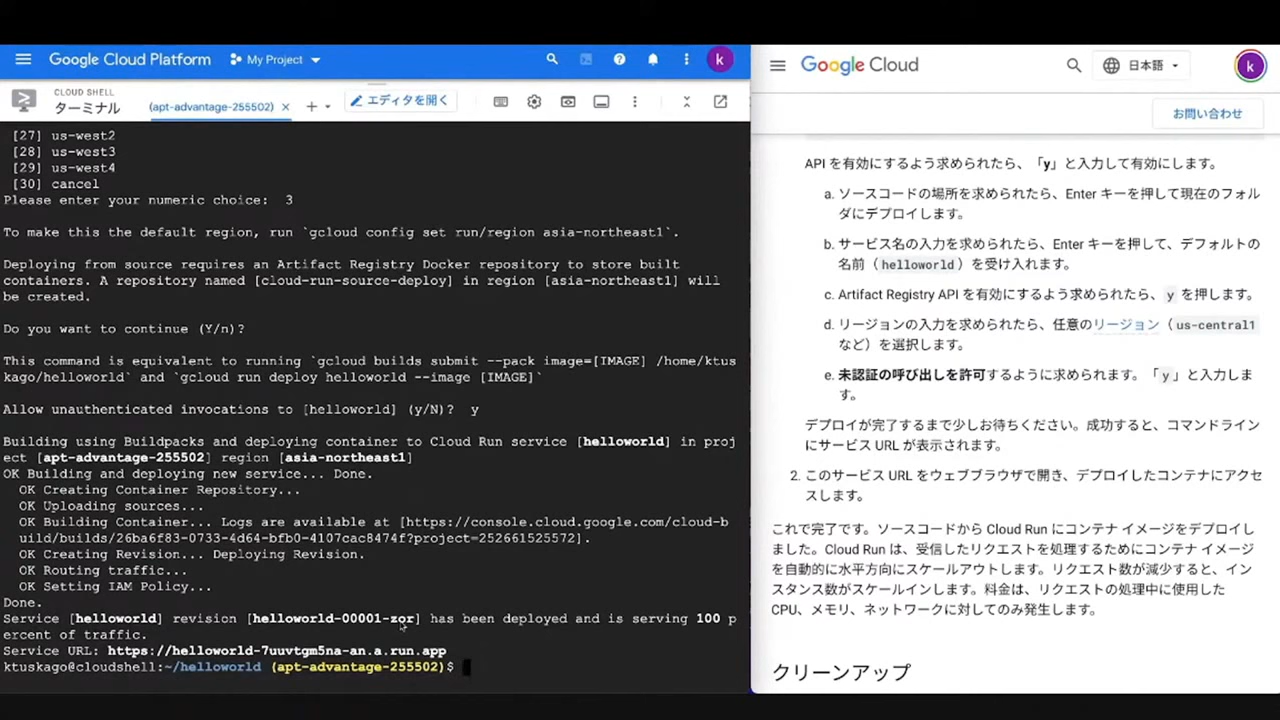 Google Cloud Platform
My Project
k
CLOUD SHELL
ターミナル
(apt-advantage-255502)
エディタを開く
[27] us-west2
[28] us-west3
[29] us-west4
[30] cancel
Please enter your numeric choice:  3
To make this the default region, run `gcloud config set run/region asia-northeast1`.
Deploying from source requires an Artifact Registry Docker repository to store built
containers. A repository named [cloud-run-source-deploy] in region [asia-northeast1] will
be created.
Do you want to continue (Y/n)?
This command is equivalent to running `gcloud builds submit --pack image=[IMAGE] /home/ktus
kago/helloworld` and `gcloud run deploy helloworld --image [IMAGE]`
Allow unauthenticated invocations to [helloworld] (y/N)?  y
Building using Buildpacks and deploying container to Cloud Run service [helloworld] in proj
ect [apt-advantage-255502] region [asia-northeast1]
OK Building and deploying new service... Done.
OK Creating Container Repository...
OK Uploading sources...
OK Building Container... Logs are available at [https://console.cloud.google.com/cloud-b
uild/builds/26ba6f83-0733-4d64-bfb0-4107cac8474f?project=252661525572].
OK Creating Revision... Deploying Revision.
OK Routing traffic...
OK Setting IAM Policy...
Done.
Service [helloworld] revision [helloworld-00001-zor] has been deployed and is serving 100 p
ercent of traffic.
Service URL: https://helloworld-7uuvtgm5na-an.a.run.app
ktuskago@cloudshell:~/helloworld (apt-advantage-255502)$
Google Cloud
日本語
k
お問い合わせ
API を有効にするよう求められたら、「y」と入力して有効にします。
a. ソースコードの場所を求められたら、Enter キーを押して現在のフォル
ダにデプロイします。
b. サービス名の入力を求められたら、Enter キーを押して、デフォルトの
名前（helloworld）を受け入れます。
c. Artifact Registry API を有効にするよう求められたら、y を押します。
d. リージョンの入力を求められたら、任意のリージョン（us-central1
など）を選択します。
e. 未認証の呼び出しを許可するように求められます。「y」と入力しま
す。
デプロイが完了するまで少しお待ちください。成功すると、コマンドライン
にサービス URL が表示されます。
2. このサービス URL をウェブブラウザで開き、デプロイしたコンテナにアクセ
スします。
これで完了です。ソースコードから Cloud Run にコンテナ イメージをデプロイし
ました。Cloud Run は、受信したリクエストを処理するためにコンテナ イメージ
を自動的に水平方向にスケールアウトします。リクエスト数が減少すると、イン
スタンス数がスケールインします。料金は、リクエストの処理中に使用した
CPU、メモリ、ネットワークに対してのみ発生します。
クリーンアップ